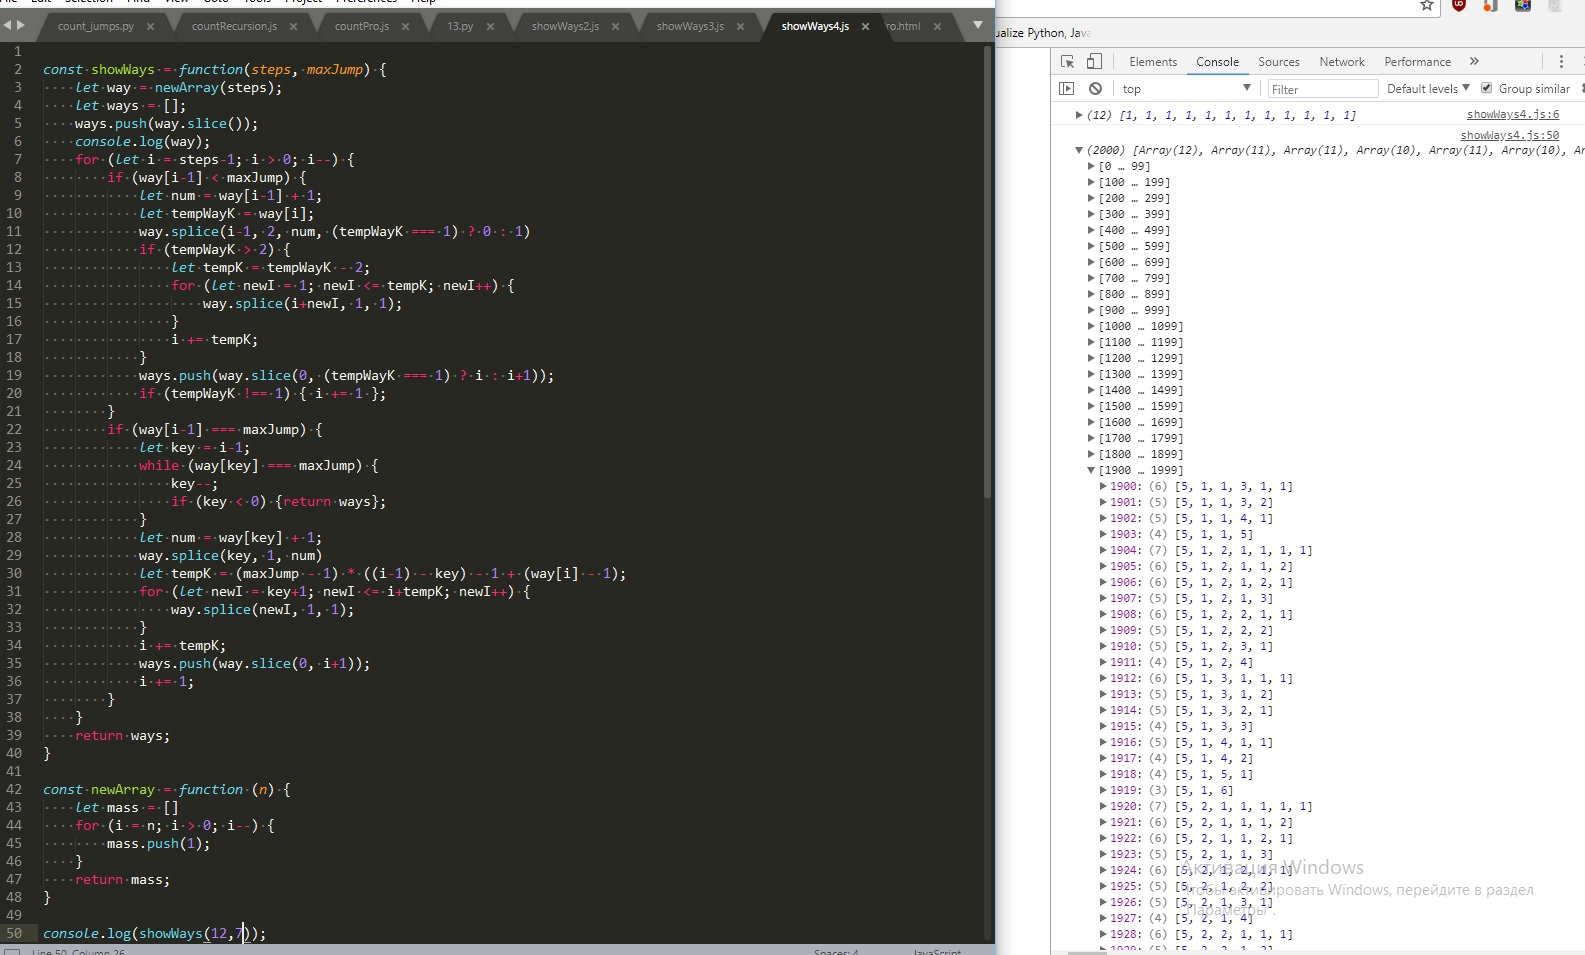 File Edit Selection Find View Goto Tools Project Preferences Help
count_jumps.py × countRecursion.js × countPro.js × 13.py × showWays2.js × showWays3.js × showWays4.js × ro.html ×
1
2 const showWays = function(steps, maxJump) {
3 let way = newArray(steps);
4 let ways = [];
5 ways.push(way.slice());
6 console.log(way);
7 for (let i = steps-1; i > 0; i--) {
8 if (way[i-1] < maxJump) {
9 let num = way[i-1] + 1;
10 let tempWayK = way[i];
11 way.splice(i-1, 2, num, (tempWayK === 1) ? 0 : 1)
12 if (tempWayK > 2) {
13 let tempK = tempWayK - 2;
14 for (let newI = 1; newI <= tempK; newI++) {
15 way.splice(i+newI, 1, 1);
16 }
17 i += tempK;
18 }
19 ways.push(way.slice(0, (tempWayK === 1) ? i : i+1));
20 if (tempWayK !== 1) { i += 1 };
21 }
22 if (way[i-1] === maxJump) {
23 let key = i-1;
24 while (way[key] === maxJump) {
25 key--;
26 if (key < 0) {return ways};
27 }
28 let num = way[key] + 1;
29 way.splice(key, 1, num)
30 let tempK = (maxJump - 1) * ((i-1) - key) - 1 + (way[i] - 1);
31 for (let newI = key+1; newI <= i+tempK; newI++) {
32 way.splice(newI, 1, 1);
33 }
34 i += tempK;
35 ways.push(way.slice(0, i+1));
36 i += 1;
37 }
38 }
39 return ways;
40 }
41
42 const newArray = function (n) {
43 let mass = []
44 for (i = n; i > 0; i--) {
45 mass.push(1);
46 }
47 return mass;
48 }
49
50 console.log(showWays(12,7));
Line 50, Column 26 Spaces: 4 JavaScript
ualize Python, Java
Elements Console Sources Network Performance »
top Filter Default levels Group similar
(12) [1, 1, 1, 1, 1, 1, 1, 1, 1, 1, 1, 1] showWays4.js:6
showWays4.js:50
(2000) [Array(12), Array(11), Array(11), Array(10), Array(11), Array(10), Ar
[0 … 99]
[100 … 199]
[200 … 299]
[300 … 399]
[400 … 499]
[500 … 599]
[600 … 699]
[700 … 799]
[800 … 899]
[900 … 999]
[1000 … 1099]
[1100 … 1199]
[1200 … 1299]
[1300 … 1399]
[1400 … 1499]
[1500 … 1599]
[1600 … 1699]
[1700 … 1799]
[1800 … 1899]
[1900 … 1999]
1900: (6) [5, 1, 1, 3, 1, 1]
1901: (5) [5, 1, 1, 3, 2]
1902: (5) [5, 1, 1, 4, 1]
1903: (4) [5, 1, 1, 5]
1904: (7) [5, 1, 2, 1, 1, 1, 1]
1905: (6) [5, 1, 2, 1, 1, 2]
1906: (6) [5, 1, 2, 1, 2, 1]
1907: (5) [5, 1, 2, 1, 3]
1908: (6) [5, 1, 2, 2, 1, 1]
1909: (5) [5, 1, 2, 2, 2]
1910: (5) [5, 1, 2, 3, 1]
1911: (4) [5, 1, 2, 4]
1912: (6) [5, 1, 3, 1, 1, 1]
1913: (5) [5, 1, 3, 1, 2]
1914: (5) [5, 1, 3, 2, 1]
1915: (4) [5, 1, 3, 3]
1916: (5) [5, 1, 4, 1, 1]
1917: (4) [5, 1, 4, 2]
1918: (4) [5, 1, 5, 1]
1919: (3) [5, 1, 6]
1920: (7) [5, 2, 1, 1, 1, 1, 1]
1921: (6) [5, 2, 1, 1, 1, 2]
1922: (6) [5, 2, 1, 1, 2, 1]
1923: (5) [5, 2, 1, 1, 3]
1924: (6) [5, 2, 1, 2, 1, 1]
1925: (5) [5, 2, 1, 2, 2]
1926: (5) [5, 2, 1, 3, 1]
1927: (4) [5, 2, 1, 4]
1928: (6) [5, 2, 2, 1, 1, 1]
1929: (5) [5, 2, 2, 1, 2]
Активация Windows
Чтобы активировать Windows, перейдите в раздел
"Параметры".